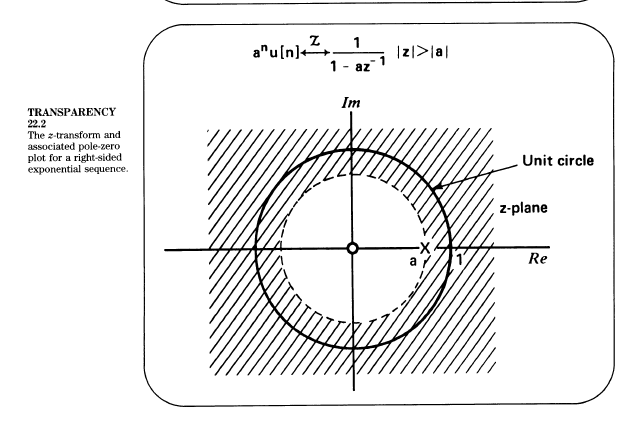 TRANSPARENCY
22.2
The z-transform and
associated pole-zero
plot for a right-sided
exponential sequence.
aⁿu[n] ⟷ᶻ 1 / (1 - az⁻¹) |z|>|a|
Im
Unit circle
z-plane
a
1
Re